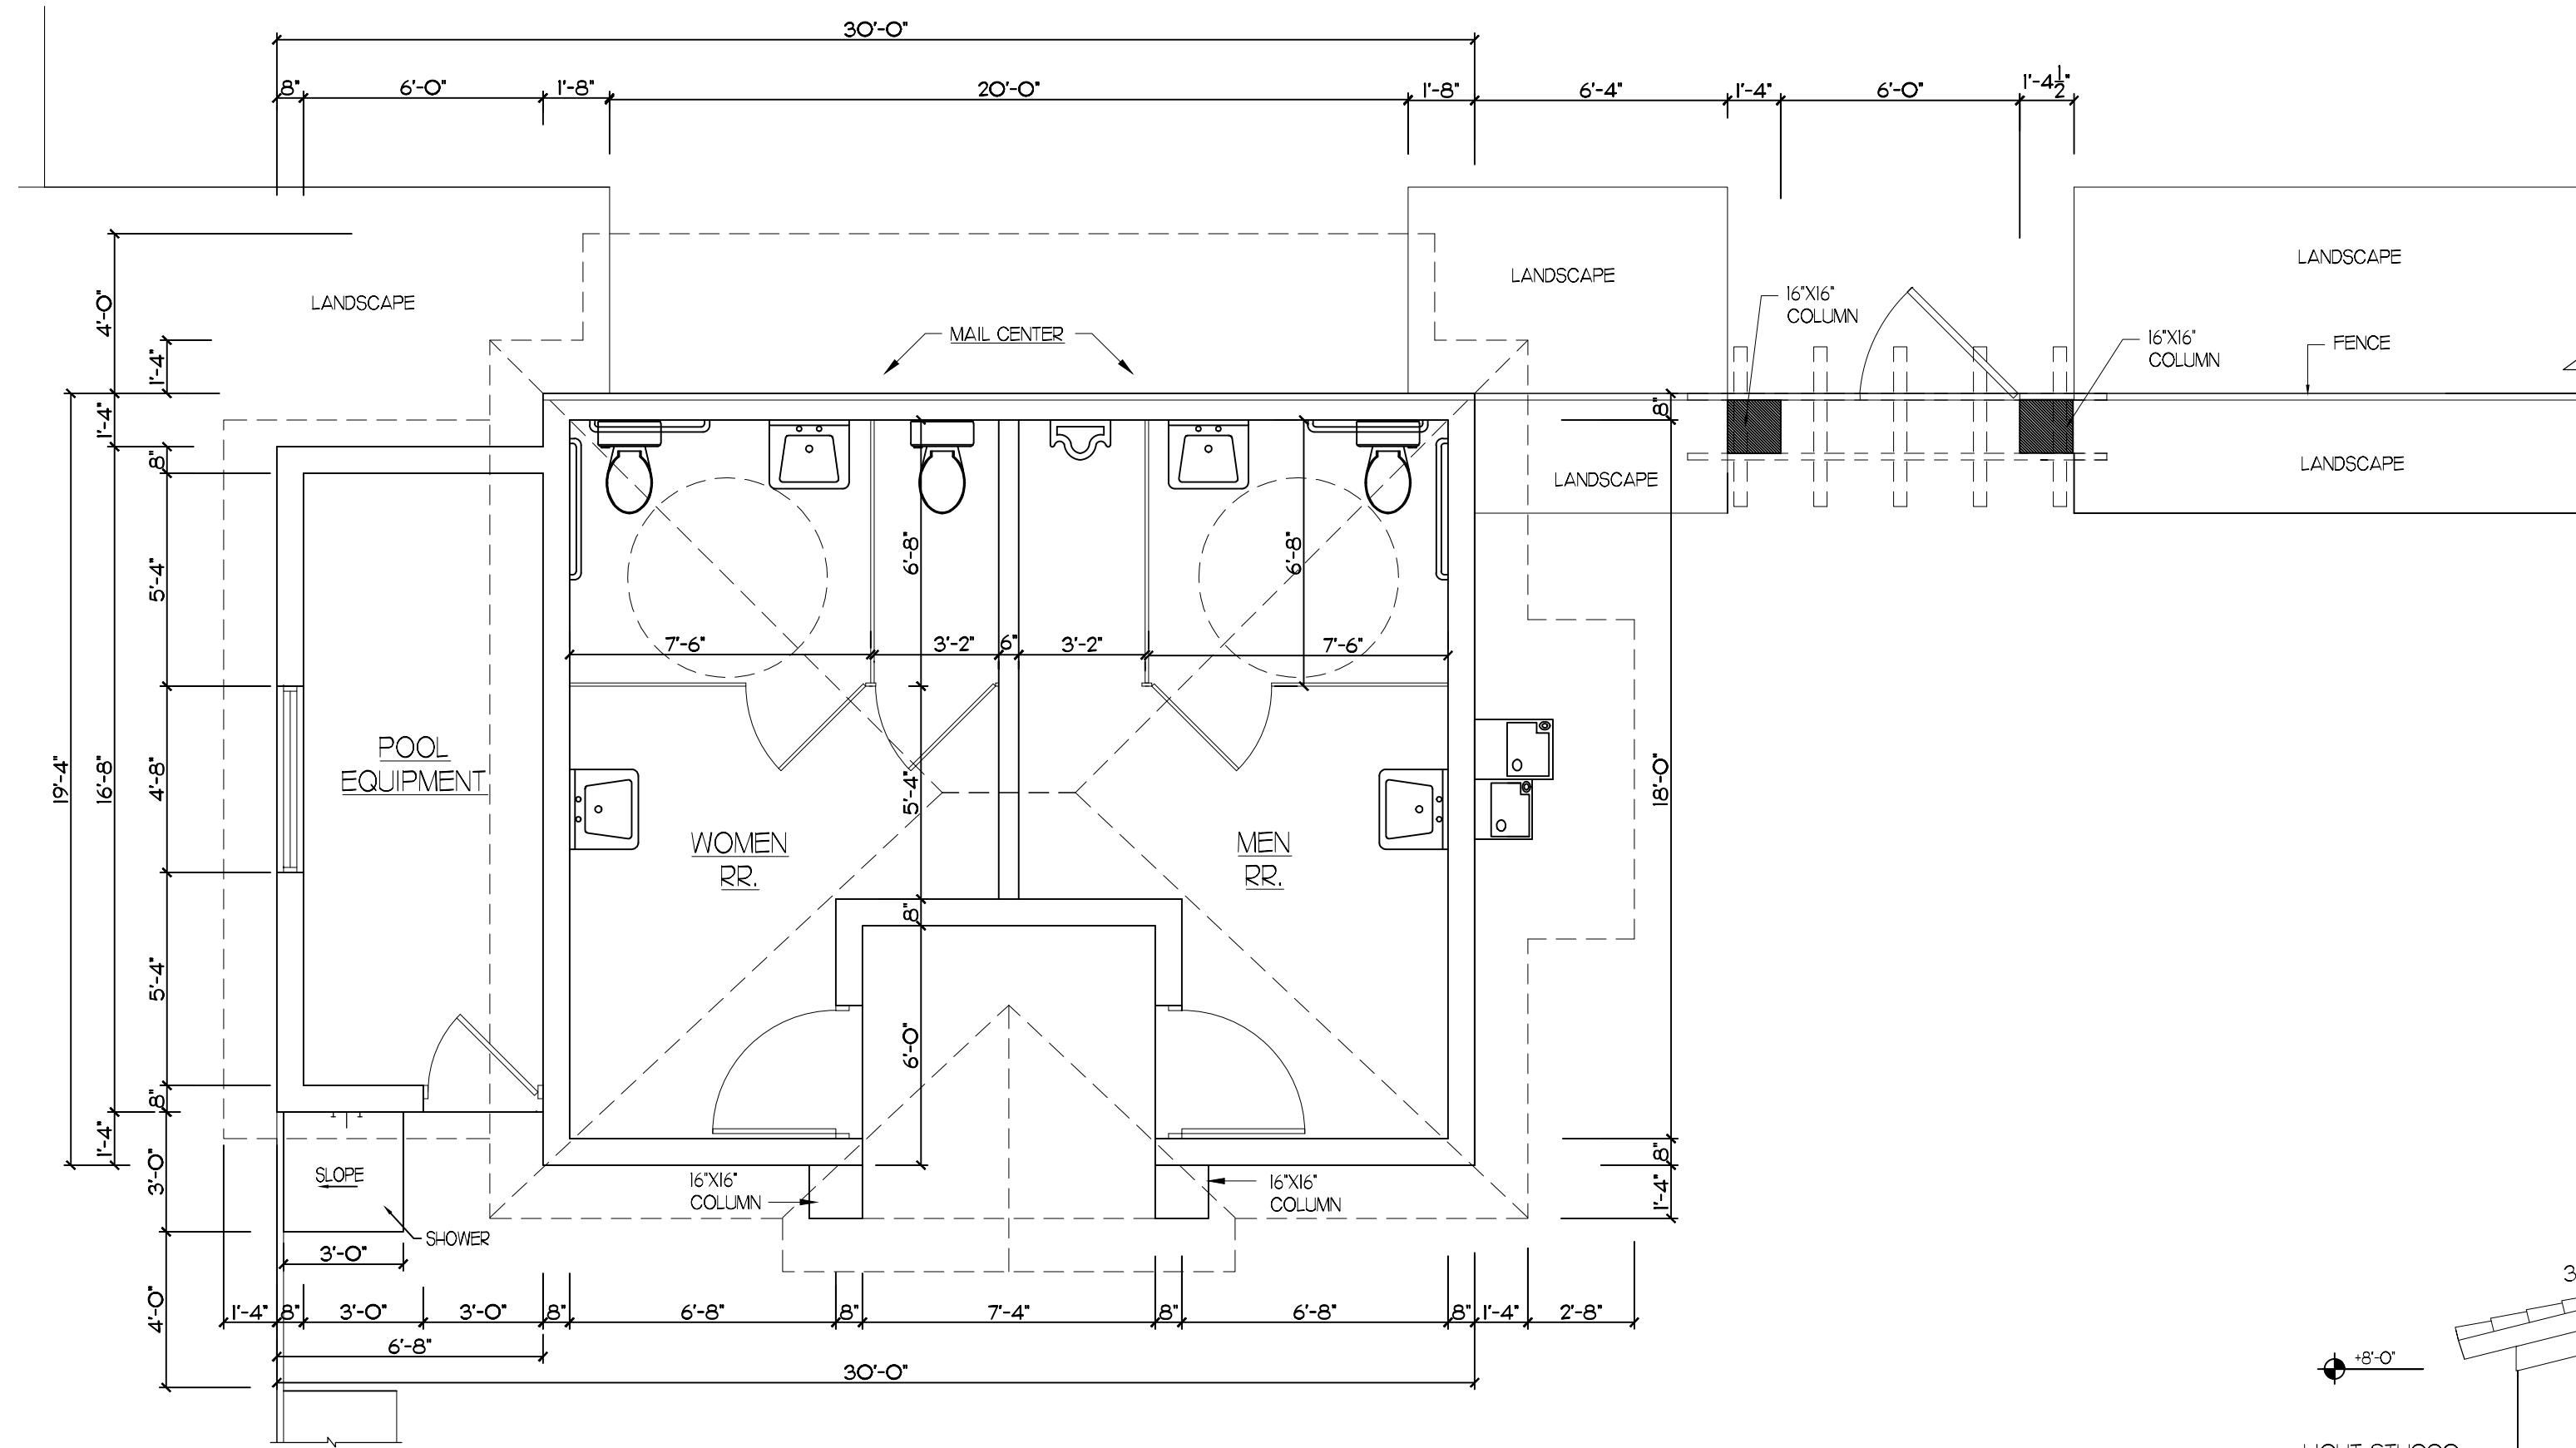 30'-0"
8" 6'-0" 1'-8" 20'-0" 1'-8" 6'-4" 1'-4" 6'-0" 1'-4½"
LANDSCAPE
LANDSCAPE
LANDSCAPE
4'-0"
1'-4"
MAIL CENTER
16"X16"
COLUMN
16"X16"
COLUMN
FENCE
1'-4"
8"
8"
LANDSCAPE
LANDSCAPE
5'-4"
6'-8"
6'-8"
7'-6" 3'-2" 6" 3'-2" 7'-6"
POOL
EQUIPMENT
19'-4"
16'-8"
4'-8"
5'-4"
18'-0"
WOMEN
RR.
MEN
RR.
8"
5'-4"
6'-0"
8"
1'-4"
3'-0"
8"
1'-4"
SLOPE
16"X16"
COLUMN
16"X16"
COLUMN
SHOWER
3'-0"
4'-0"
1'-4" 8" 3'-0" 3'-0" 8" 6'-8" 8" 7'-4" 8" 6'-8" 8" 1'-4" 2'-8"
6'-8"
30'-0"
3
+8'-0"